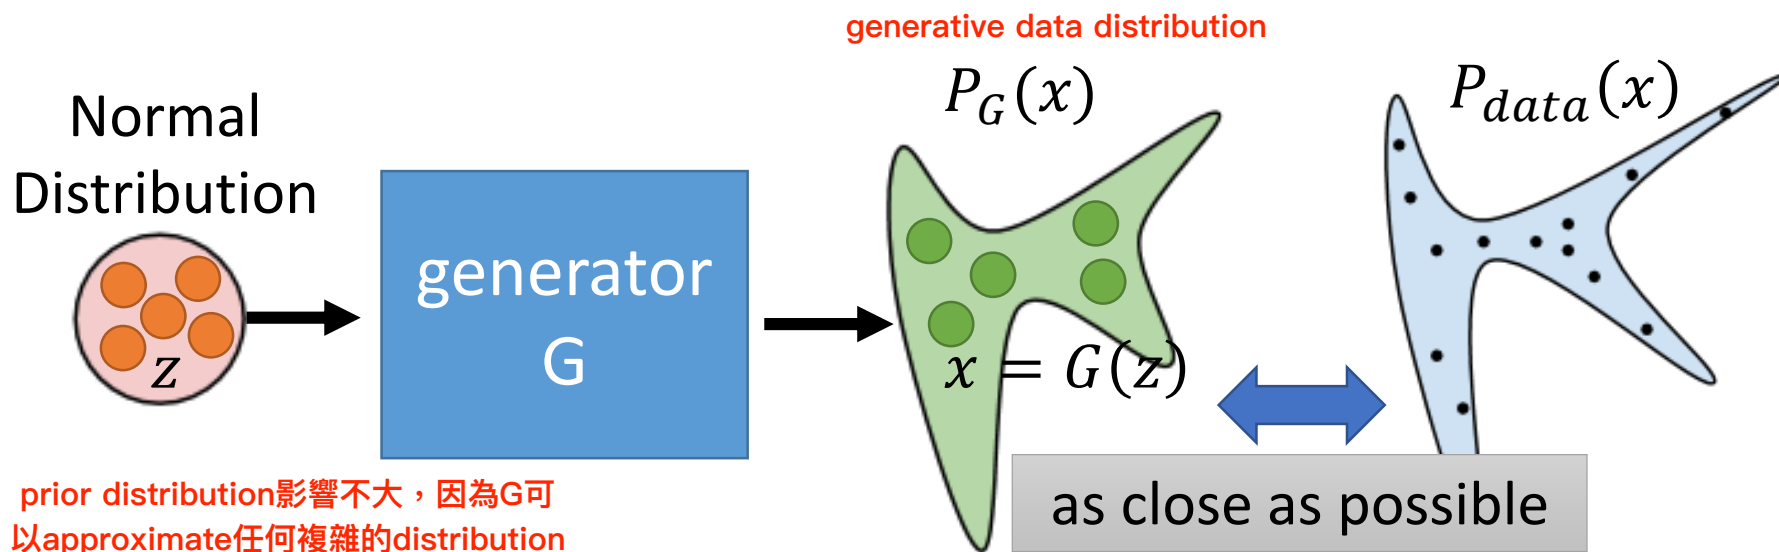 generative data distribution
Normal
Distribution
P_G(x)
P_data(x)
generator
G
z
x = G(z)
as close as possible
prior distribution影響不大，因為G可
以approximate任何複雜的distribution